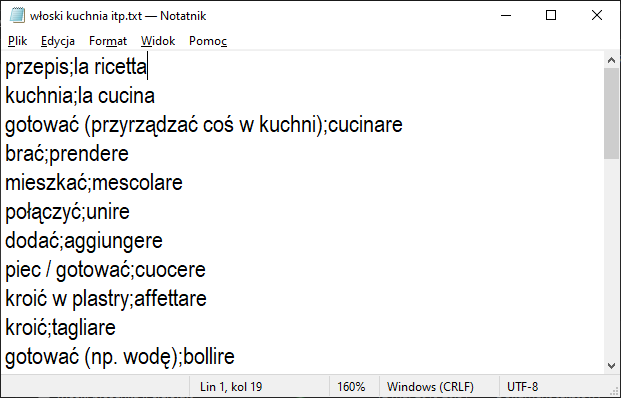 włoski kuchnia itp.txt — Notatnik
Plik Edycja Format Widok Pomoc
przepis;la ricetta
kuchnia;la cucina
gotować (przyrządzać coś w kuchni);cucinare
brać;prendere
mieszkać;mescolare
połączyć;unire
dodać;aggiungere
piec / gotować;cuocere
kroić w plastry;affettare
kroić;tagliare
gotować (np. wodę);bollire
Lin 1, kol 19 160% Windows (CRLF) UTF-8